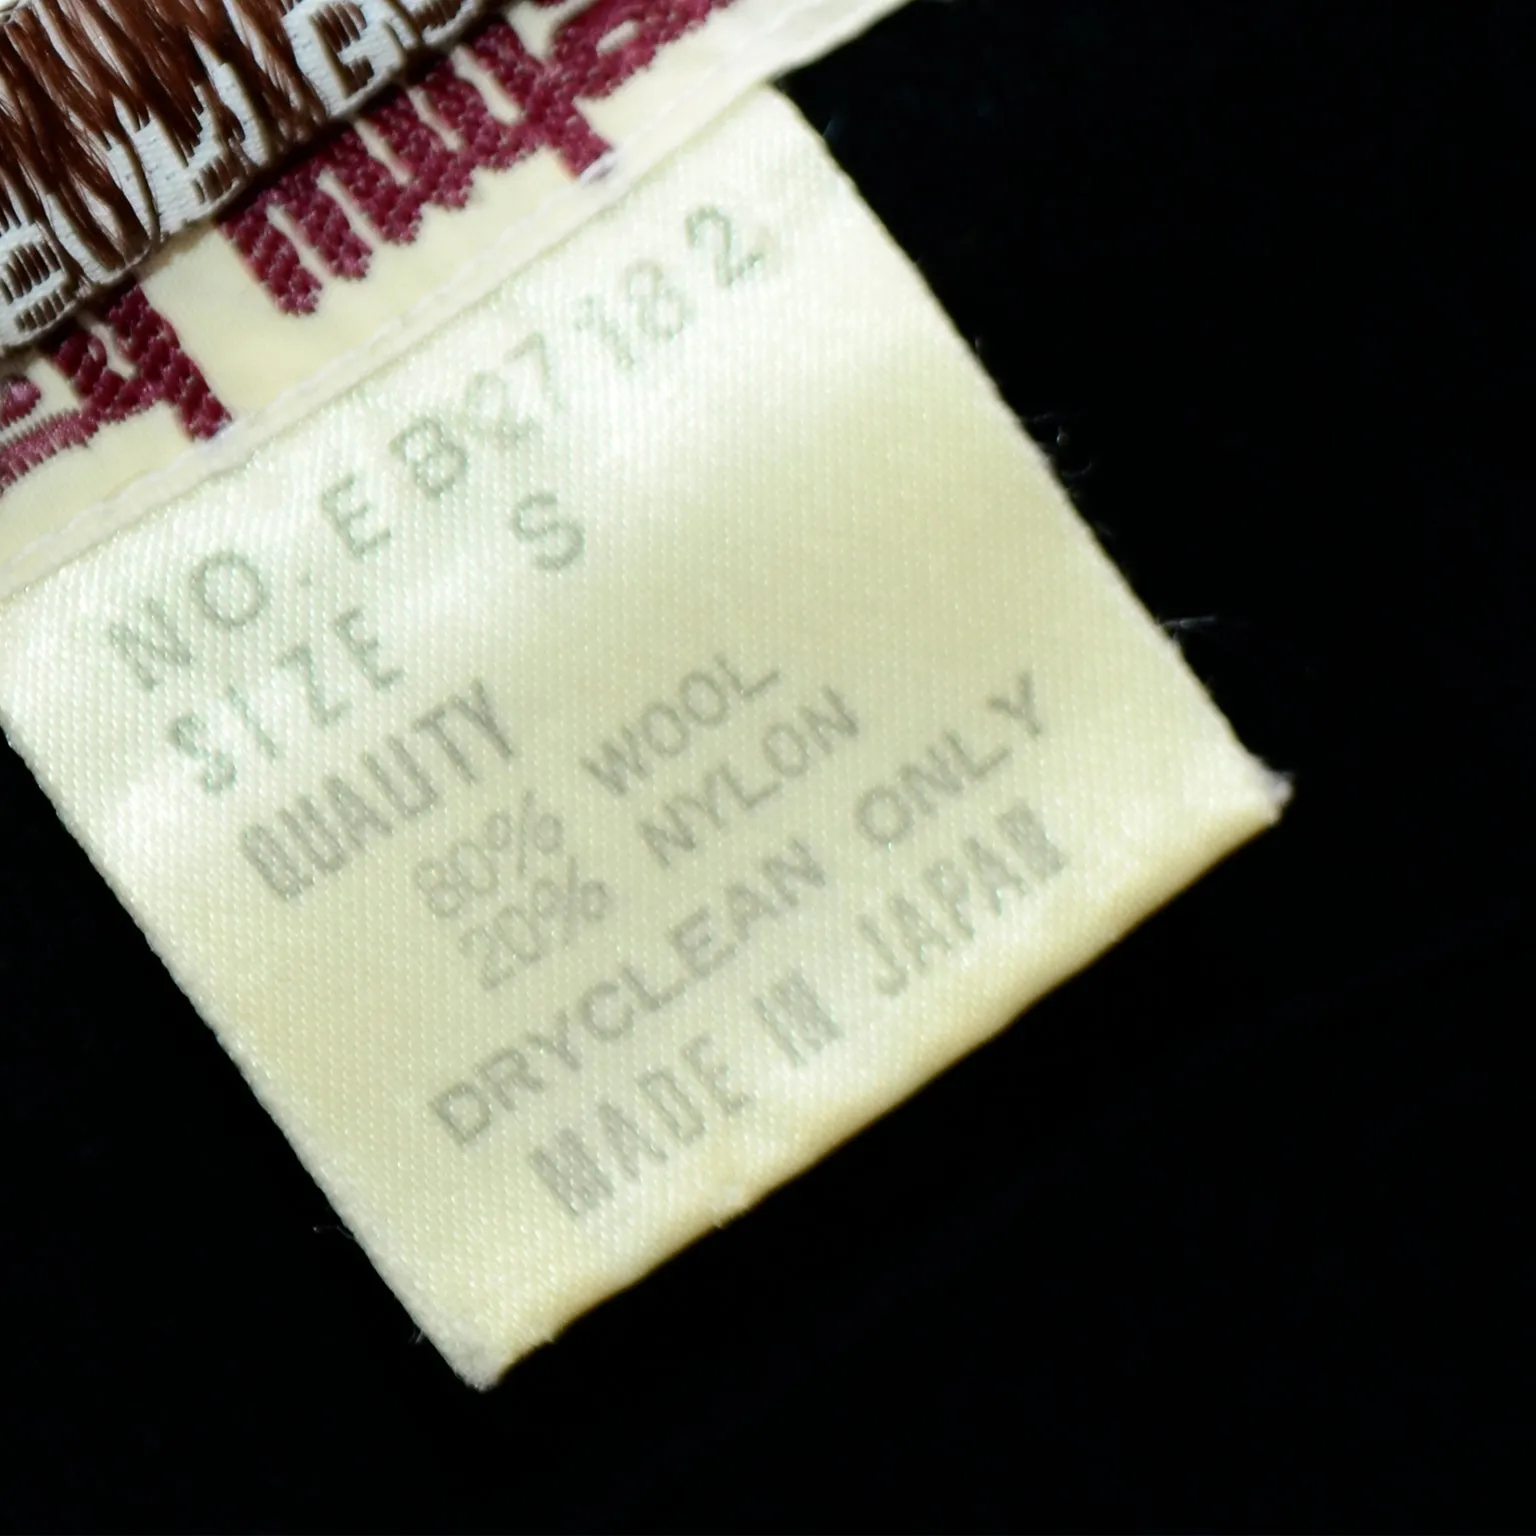 NO. E827182
SIZE S
QUALITY
80% WOOL
20% NYLON
DRYCLEAN ONLY
MADE IN JAPAN